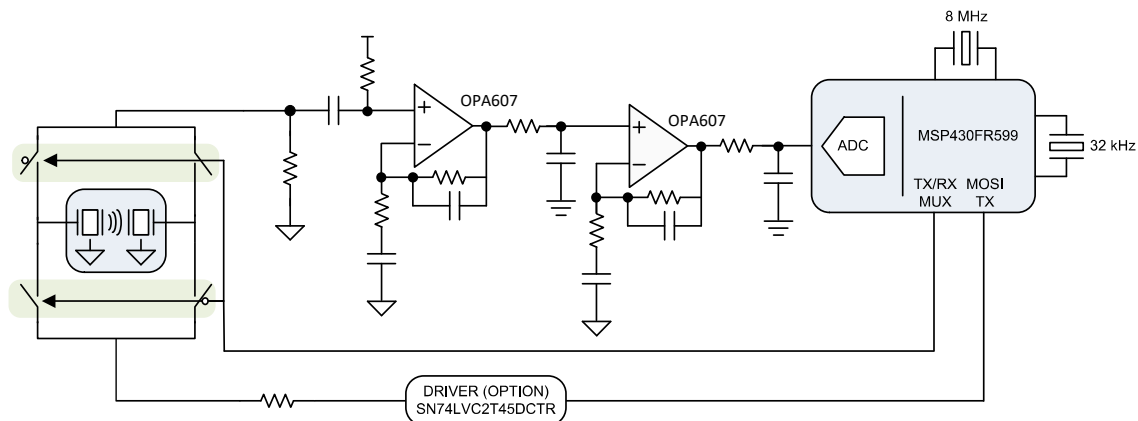 8 MHz
OPA607
OPA607
ADC
MSP430FR599
32 kHz
TX/RX MOSI
MUX TX
DRIVER (OPTION)
SN74LVC2T45DCTR